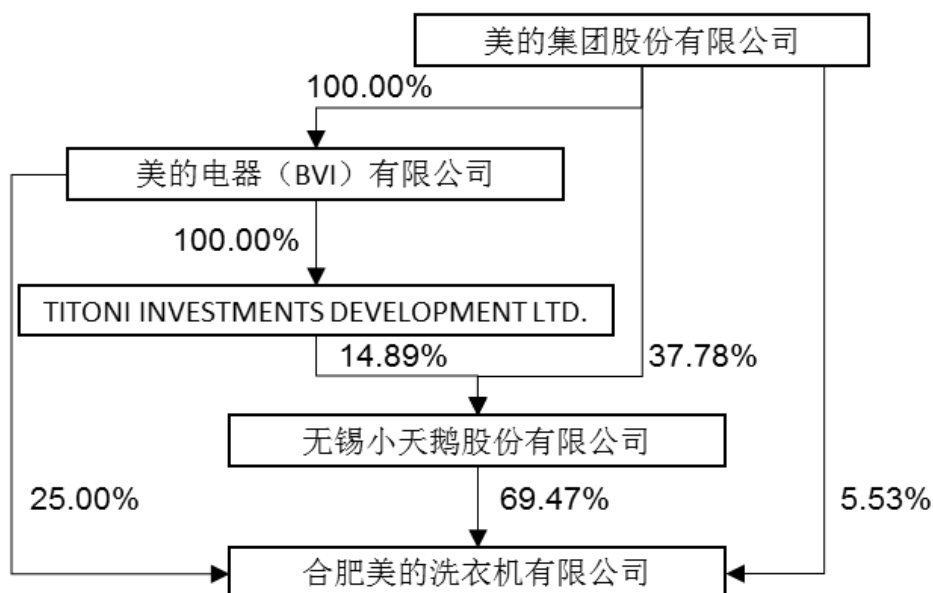 美的集团股份有限公司
100.00%
美的电器（BVI）有限公司
100.00%
TITONI INVESTMENTS DEVELOPMENT LTD.
14.89%
37.78%
无锡小天鹅股份有限公司
25.00%
69.47%
5.53%
合肥美的洗衣机有限公司